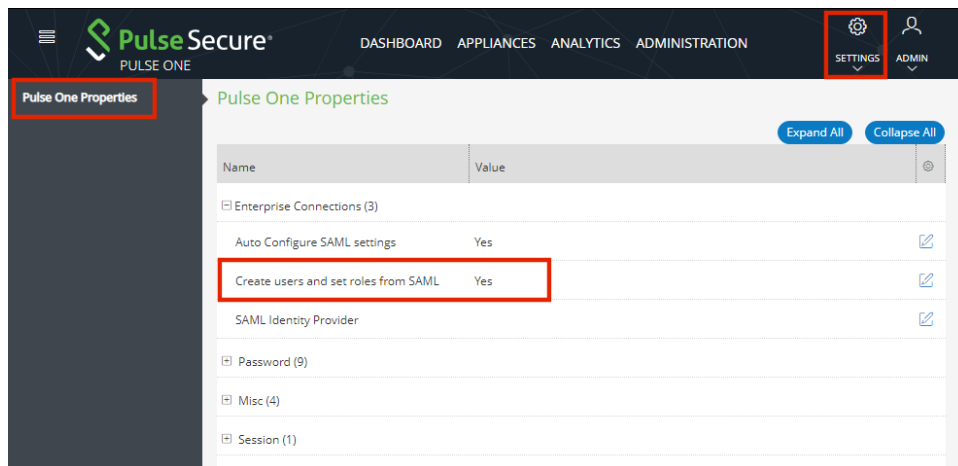 Pulse Secure®
PULSE ONE
DASHBOARD APPLIANCES ANALYTICS ADMINISTRATION
SETTINGS ADMIN
Pulse One Properties
Pulse One Properties
Expand All Collapse All
Name Value
Enterprise Connections (3)
Auto Configure SAML settings Yes
Create users and set roles from SAML Yes
SAML Identity Provider
Password (9)
Misc (4)
Session (1)